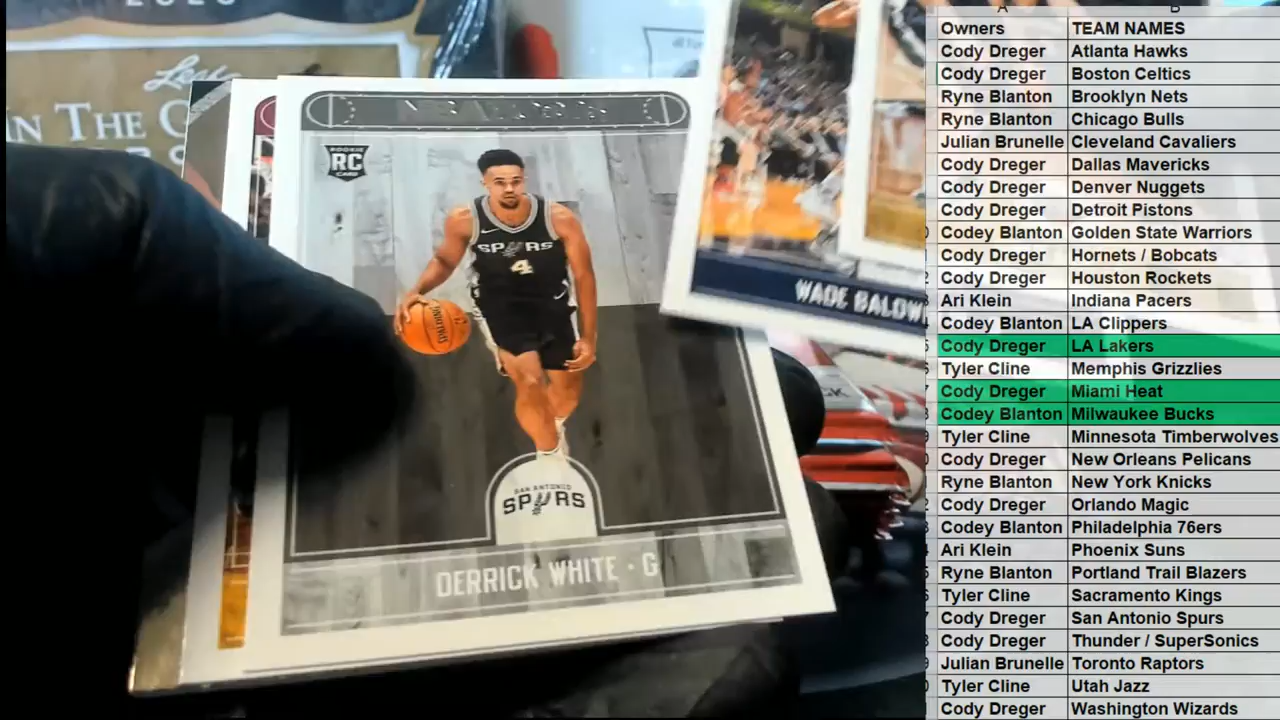 2023
Leaf
IN THE G
NBA HOOPS
ROOKIE
RC
CARD
SPURS
4
SPALDING
SAN ANTONIO
SPURS
DERRICK WHITE · G
WADE BALDWI
A B
Owners TEAM NAMES
Cody Dreger Atlanta Hawks
Cody Dreger Boston Celtics
Ryne Blanton Brooklyn Nets
Ryne Blanton Chicago Bulls
Julian Brunelle Cleveland Cavaliers
Cody Dreger Dallas Mavericks
Cody Dreger Denver Nuggets
Cody Dreger Detroit Pistons
Codey Blanton Golden State Warriors
Cody Dreger Hornets / Bobcats
Cody Dreger Houston Rockets
Ari Klein Indiana Pacers
Codey Blanton LA Clippers
Cody Dreger LA Lakers
Tyler Cline Memphis Grizzlies
Cody Dreger Miami Heat
Codey Blanton Milwaukee Bucks
Tyler Cline Minnesota Timberwolves
Cody Dreger New Orleans Pelicans
Ryne Blanton New York Knicks
Cody Dreger Orlando Magic
Codey Blanton Philadelphia 76ers
Ari Klein Phoenix Suns
Ryne Blanton Portland Trail Blazers
Tyler Cline Sacramento Kings
Cody Dreger San Antonio Spurs
Cody Dreger Thunder / SuperSonics
Julian Brunelle Toronto Raptors
Tyler Cline Utah Jazz
Cody Dreger Washington Wizards